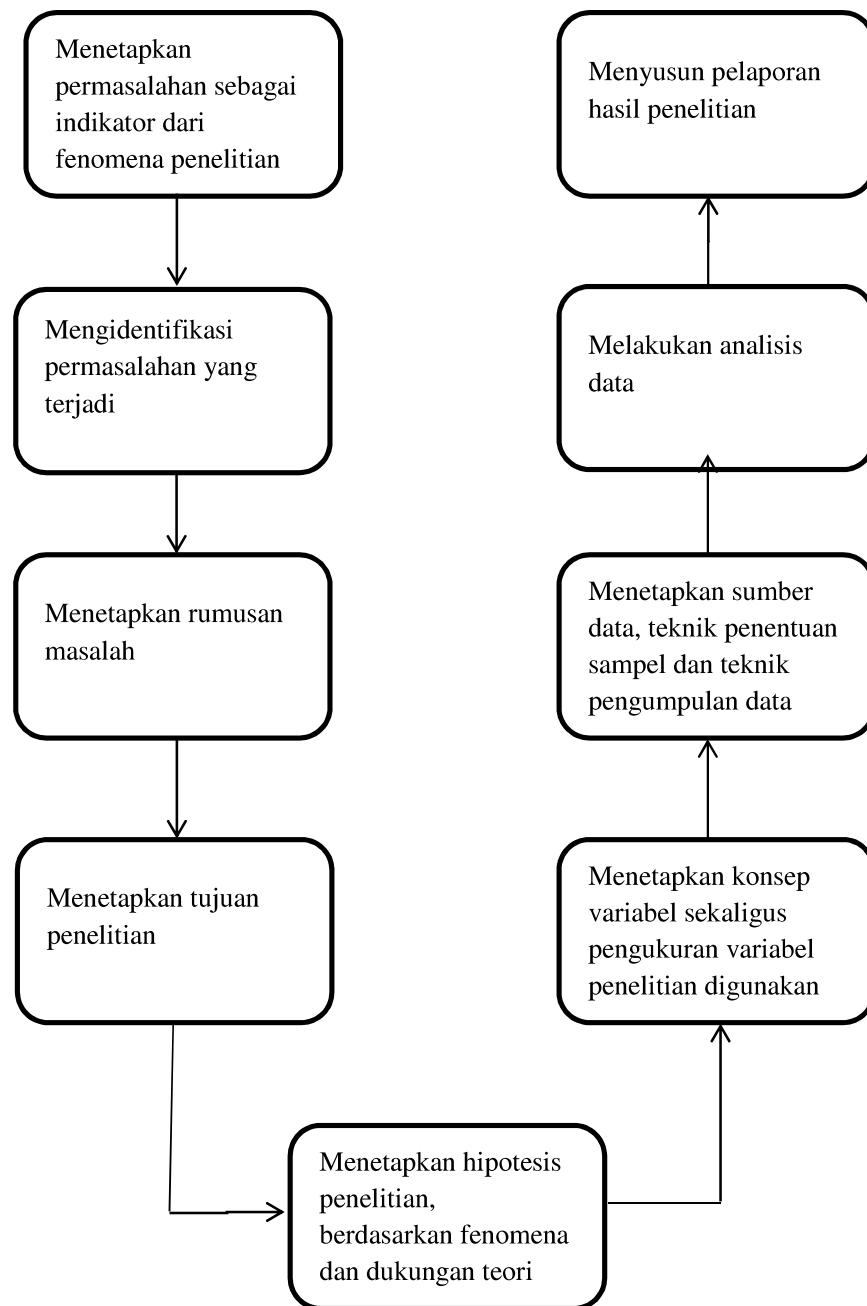 Menetapkan
permasalahan sebagai
indikator dari
fenomena penelitian
Mengidentifikasi
permasalahan yang
terjadi
Menetapkan rumusan
masalah
Menetapkan tujuan
penelitian
Menetapkan hipotesis
penelitian,
berdasarkan fenomena
dan dukungan teori
Menetapkan konsep
variabel sekaligus
pengukuran variabel
penelitian digunakan
Menetapkan sumber
data, teknik penentuan
sampel dan teknik
pengumpulan data
Melakukan analisis
data
Menyusun pelaporan
hasil penelitian